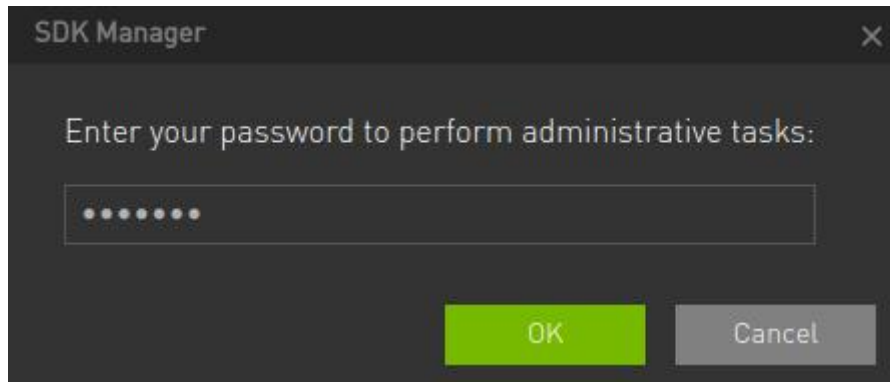 SDK Manager
Enter your password to perform administrative tasks:
•••••••
OK
Cancel